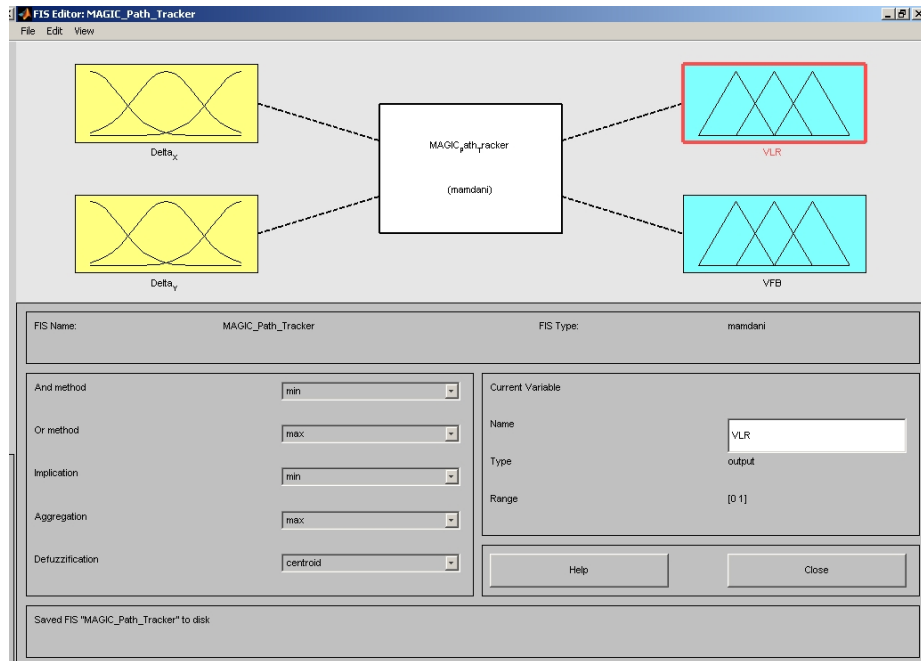 FIS Editor: MAGIC_Path_Tracker
File Edit View
Delta_X
MAGIC_Path_Tracker
(mamdani)
VLR
Delta_Y
VFB
FIS Name: MAGIC_Path_Tracker FIS Type: mamdani
And method min
Or method max
Implication min
Aggregation max
Defuzzification centroid
Current Variable
Name VLR
Type output
Range [0 1]
Help Close
Saved FIS "MAGIC_Path_Tracker" to disk